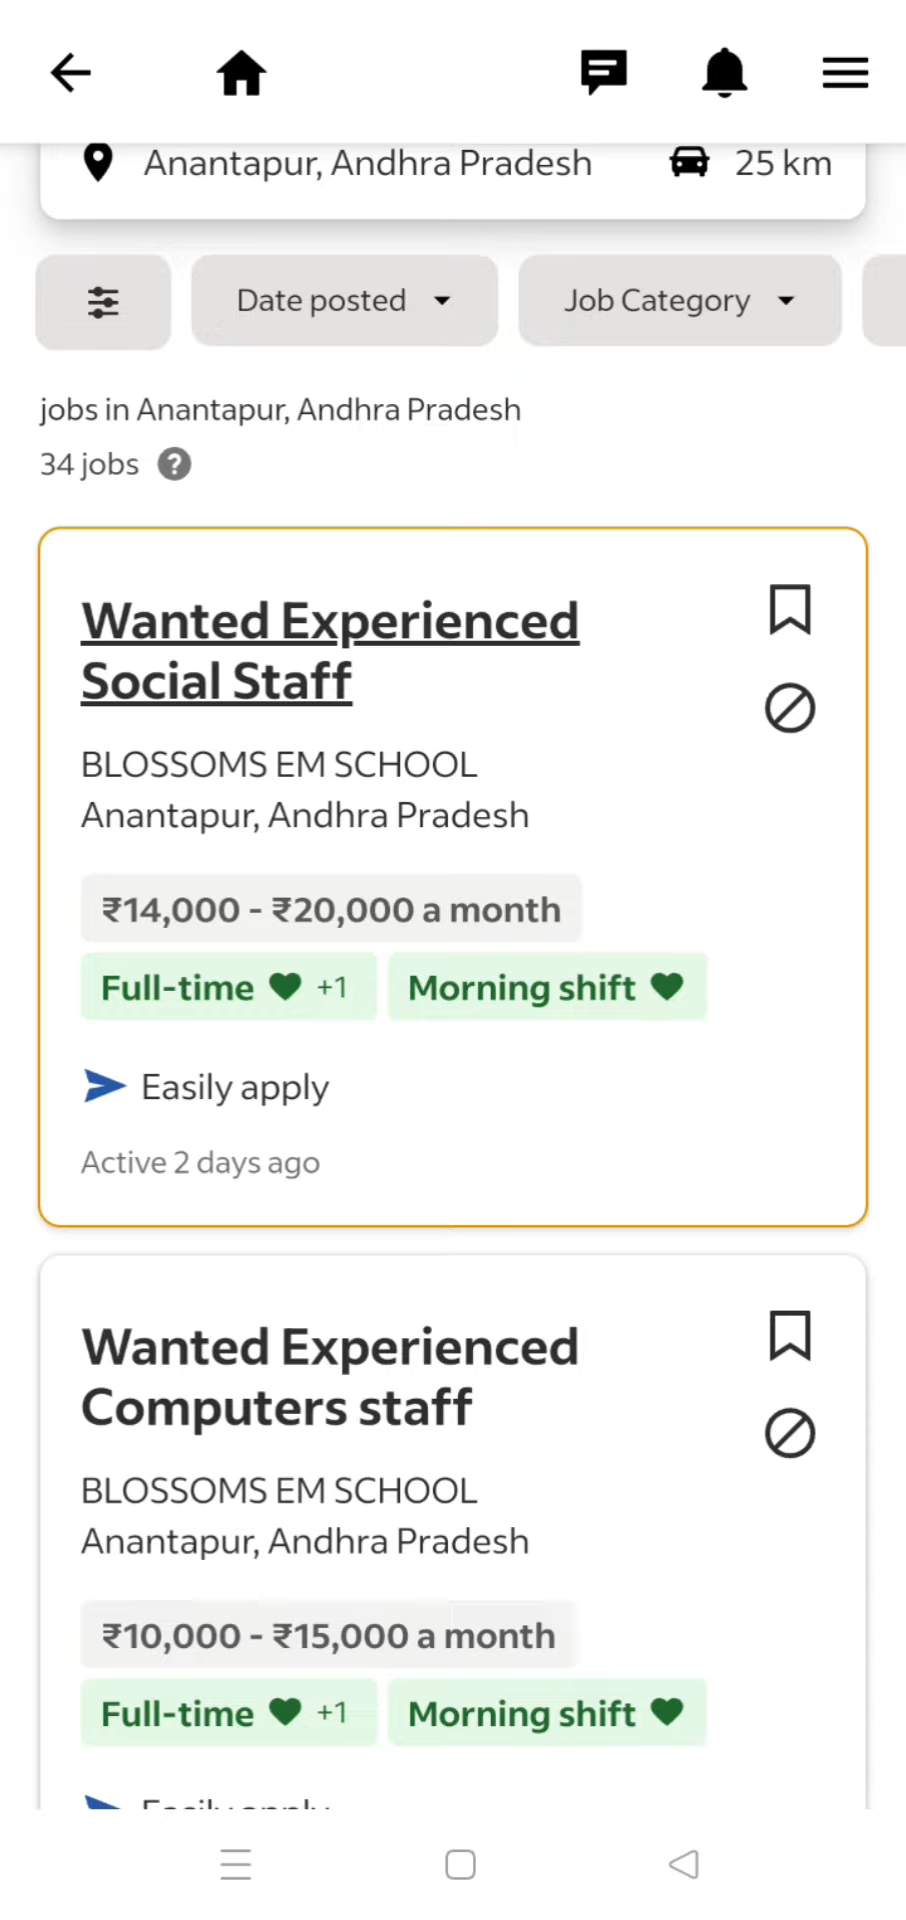 Anantapur, Andhra Pradesh 25 km
Date posted Job Category
jobs in Anantapur, Andhra Pradesh
34 jobs ?
Wanted Experienced
Social Staff
BLOSSOMS EM SCHOOL
Anantapur, Andhra Pradesh
₹14,000 - ₹20,000 a month
Full-time +1 Morning shift
Easily apply
Active 2 days ago
Wanted Experienced
Computers staff
BLOSSOMS EM SCHOOL
Anantapur, Andhra Pradesh
₹10,000 - ₹15,000 a month
Full-time +1 Morning shift
Easily apply